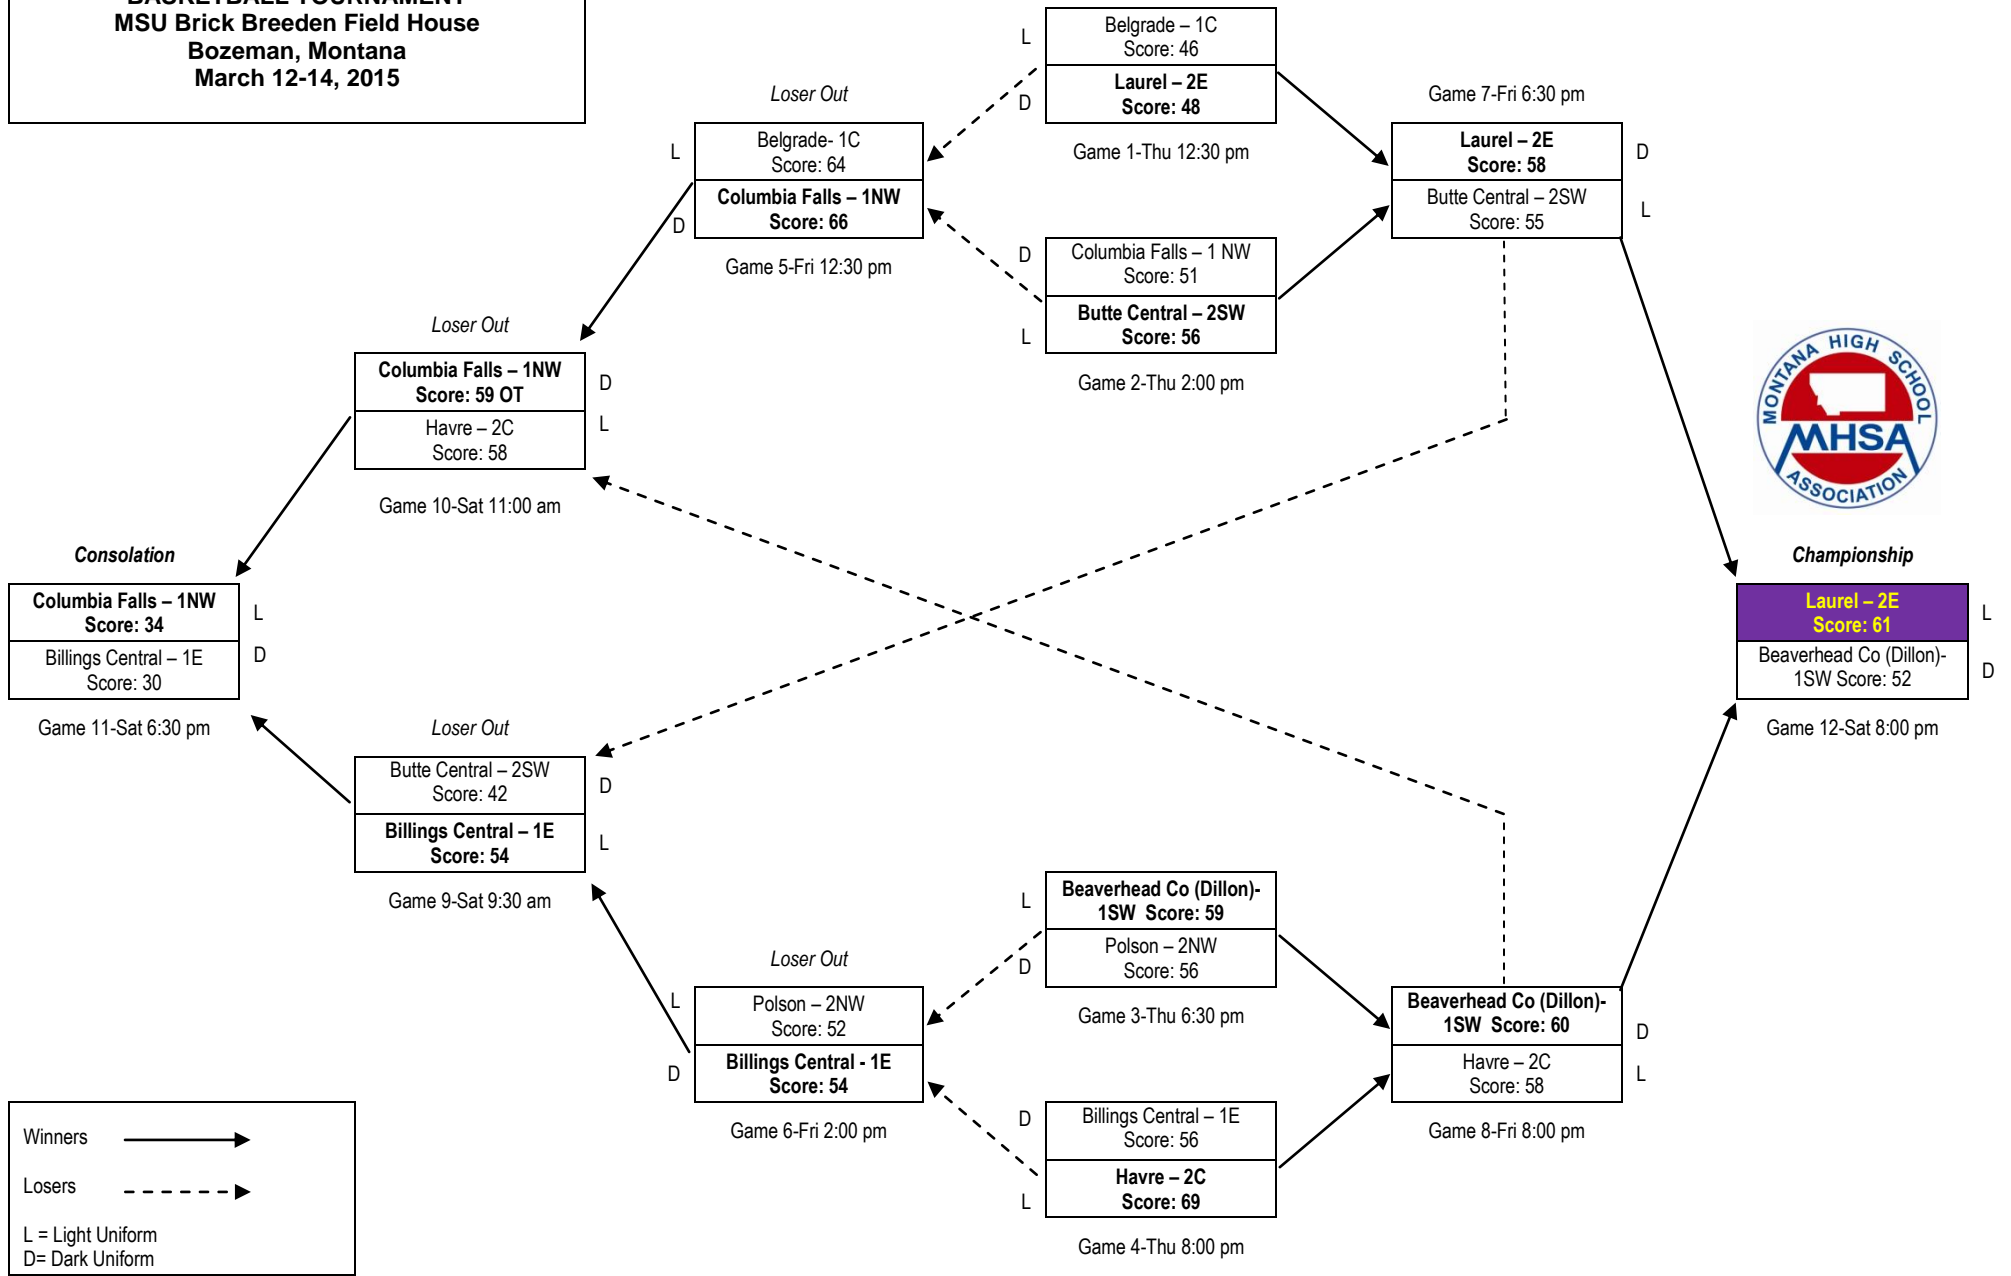 BASKETBALL TOURNAMENT
MSU Brick Breeden Field House
Bozeman, Montana
March 12-14, 2015
L
Belgrade – 1C
Score: 46
D
Laurel – 2E
Score: 48
Game 1-Thu 12:30 pm
D
Columbia Falls – 1 NW
Score: 51
L
Butte Central – 2SW
Score: 56
Game 2-Thu 2:00 pm
Loser Out
L
Belgrade- 1C
Score: 64
D
Columbia Falls – 1NW
Score: 66
Game 5-Fri 12:30 pm
Game 7-Fri 6:30 pm
Laurel – 2E
Score: 58
D
Butte Central – 2SW
Score: 55
L
Loser Out
Columbia Falls – 1NW
Score: 59 OT
D
Havre – 2C
Score: 58
L
Game 10-Sat 11:00 am
MONTANA HIGH SCHOOL
MHSA
ASSOCIATION
Consolation
Columbia Falls – 1NW
Score: 34
L
Billings Central – 1E
Score: 30
D
Game 11-Sat 6:30 pm
Championship
Laurel – 2E
Score: 61
L
Beaverhead Co (Dillon)-
1SW Score: 52
D
Game 12-Sat 8:00 pm
Loser Out
Butte Central – 2SW
Score: 42
D
Billings Central – 1E
Score: 54
L
Game 9-Sat 9:30 am
L
Beaverhead Co (Dillon)-
1SW  Score: 59
D
Polson – 2NW
Score: 56
Game 3-Thu 6:30 pm
Loser Out
L
Polson – 2NW
Score: 52
D
Billings Central - 1E
Score: 54
Game 6-Fri 2:00 pm
Beaverhead Co (Dillon)-
1SW  Score: 60
D
Havre – 2C
Score: 58
L
Game 8-Fri 8:00 pm
D
Billings Central – 1E
Score: 56
L
Havre – 2C
Score: 69
Game 4-Thu 8:00 pm
Winners
Losers
L = Light Uniform
D= Dark Uniform